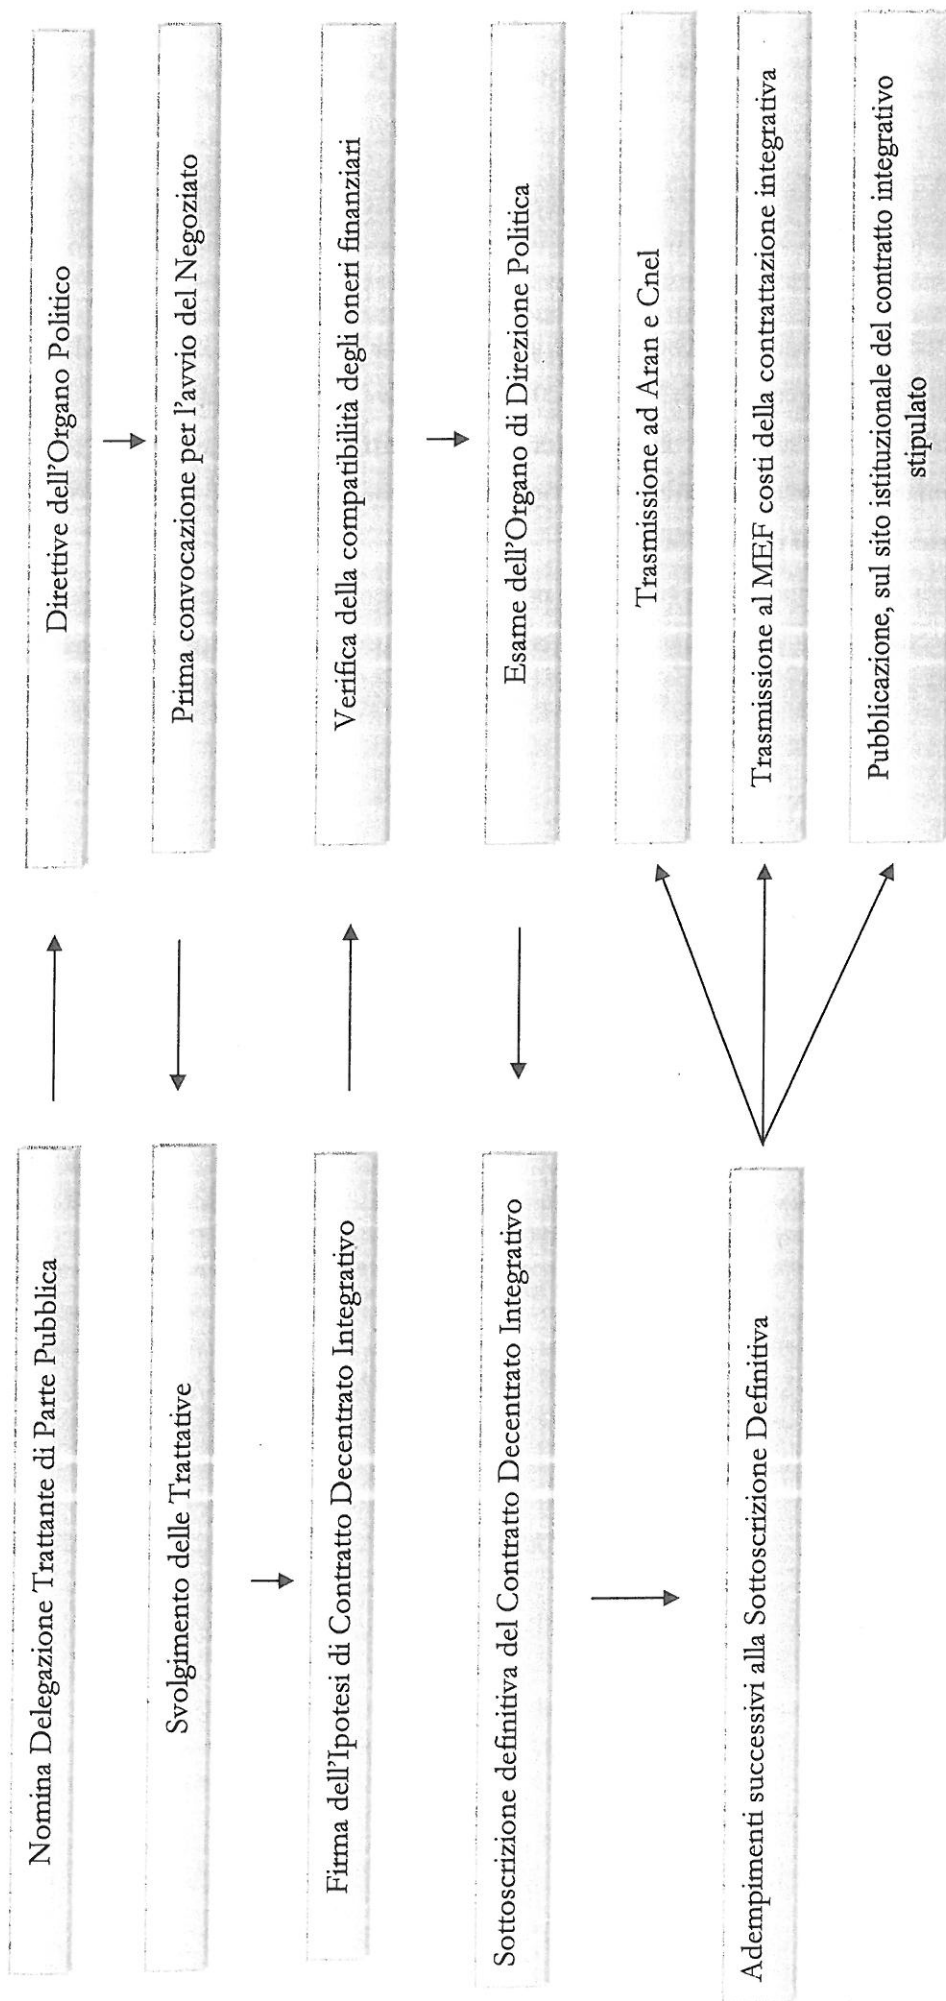 Nomina Delegazione Trattante di Parte Pubblica
Direttive dell'Organo Politico
Prima convocazione per l'avvio del Negoziato
Svolgimento delle Trattative
Firma dell'Ipotesi di Contratto Decentrato Integrativo
Verifica della compatibilità degli oneri finanziari
Esame dell'Organo di Direzione Politica
Sottoscrizione definitiva del Contratto Decentrato Integrativo
Adempimenti successivi alla Sottoscrizione Definitiva
Trasmissione ad Aran e Cnel
Trasmissione al MEF costi della contrattazione integrativa
Pubblicazione, sul sito istituzionale del contratto integrativo
stipulato